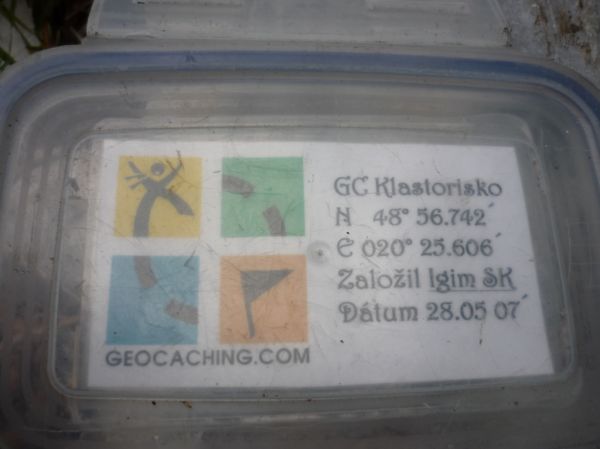 GC Klastorisko
N 48° 56.742´
E 020° 25.606´
Založil Igim SK
Dátum 28.05 07´
GEOCACHING.COM